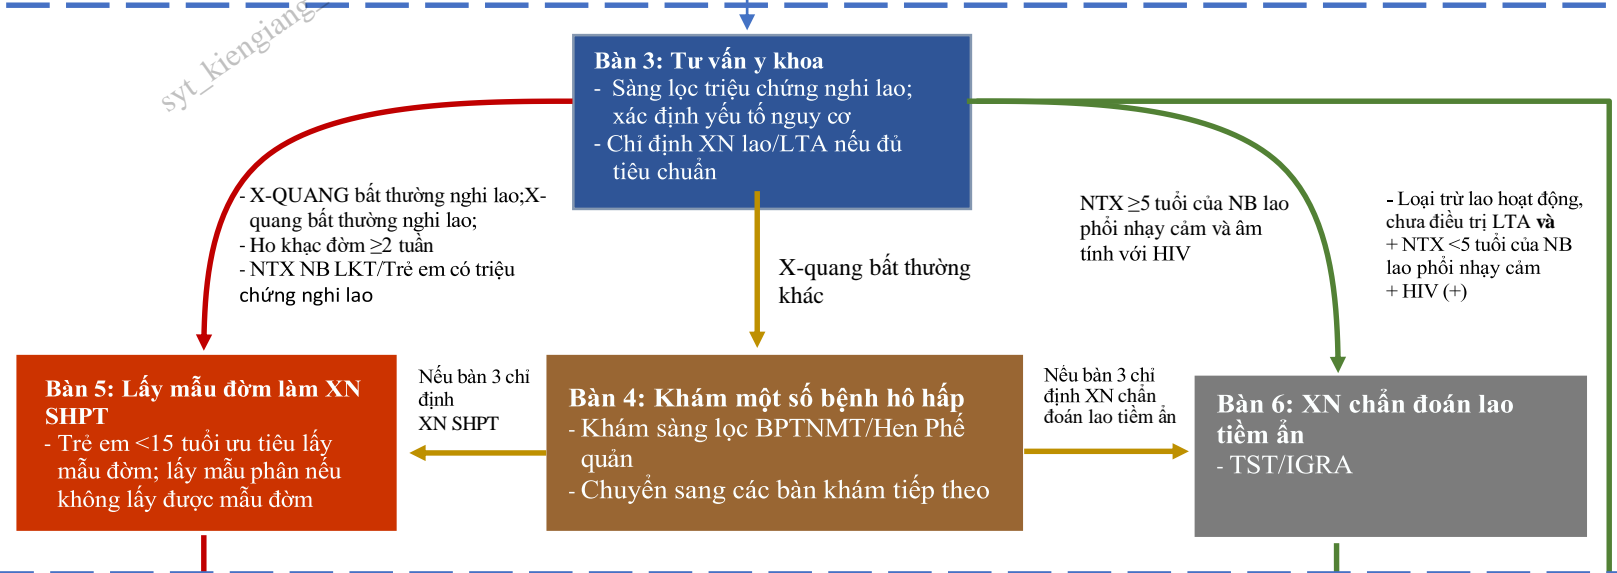 syt_kiengiang_
Bàn 3: Tư vấn y khoa
- Sàng lọc triệu chứng nghi lao;
xác định yếu tố nguy cơ
- Chỉ định XN lao/LTA nếu đủ
tiêu chuẩn
- X-QUANG bất thường nghi lao;X-
quang bất thường nghi lao;
- Ho khạc đờm ≥2 tuần
- NTX NB LKT/Trẻ em có triệu
chứng nghi lao
X-quang bất thường
khác
NTX ≥5 tuổi của NB lao
phổi nhạy cảm và âm
tính với HIV
- Loại trừ lao hoạt động,
chưa điều trị LTA và
+ NTX <5 tuổi của NB
lao phổi nhạy cảm
+ HIV (+)
Bàn 5: Lấy mẫu đờm làm XN
SHPT
- Trẻ em <15 tuổi ưu tiêu lấy
mẫu đờm; lấy mẫu phân nếu
không lấy được mẫu đờm
Nếu bàn 3 chỉ
định
XN SHPT
Bàn 4: Khám một số bệnh hô hấp
- Khám sàng lọc BPTNMT/Hen Phế
quản
- Chuyển sang các bàn khám tiếp theo
Nếu bàn 3 chỉ
định XN chẩn
đoán lao tiềm ẩn
Bàn 6: XN chẩn đoán lao
tiềm ẩn
- TST/IGRA